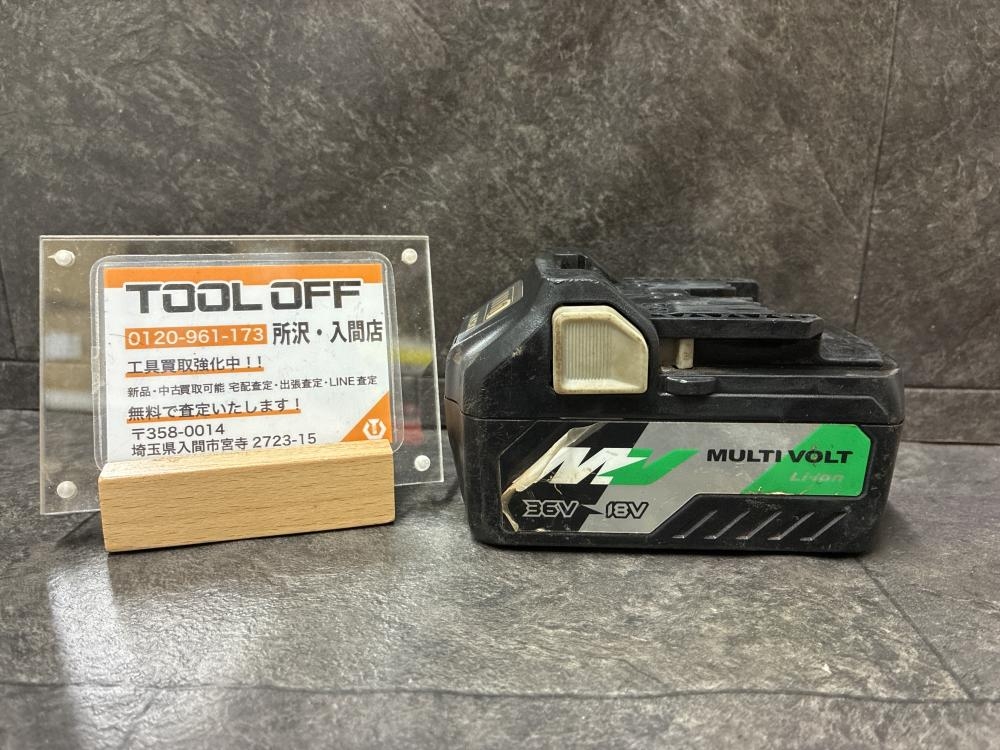 TOOL OFF
0120-961-173 所沢・入間店
工具買取強化中！！
新品・中古買取可能 宅配査定・出張査定・LINE査定
無料で査定いたします！
〒358-0014
埼玉県入間市宮寺 2723-15
MV MULTI VOLT
Li-ion
36V 18V